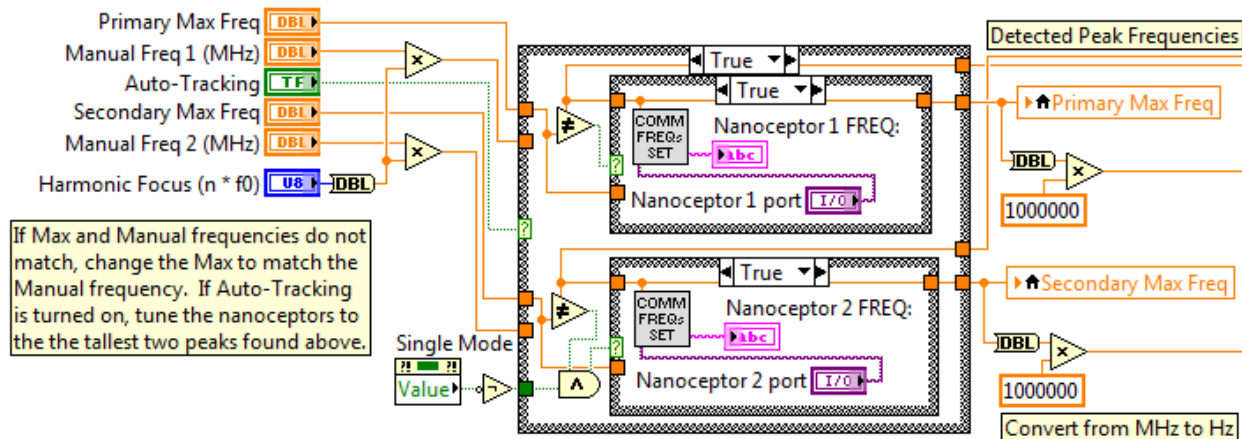 Primary Max Freq DBL
Manual Freq 1 (MHz) DBL
Auto-Tracking TF
Secondary Max Freq DBL
Manual Freq 2 (MHz) DBL
Harmonic Focus (n * f0) U8 DBL
If Max and Manual frequencies do not
match, change the Max to match the
Manual frequency. If Auto-Tracking
is turned on, tune the nanoceptors to
the the tallest two peaks found above.
Single Mode
?! ?!
Value
True
True
COMM
FREQs
SET
Nanoceptor 1 FREQ:
abc
Nanoceptor 1 port I/O
True
COMM
FREQs
SET
Nanoceptor 2 FREQ:
abc
Nanoceptor 2 port I/O
Detected Peak Frequencies
Primary Max Freq
DBL
1000000
Secondary Max Freq
DBL
1000000
Convert from MHz to Hz